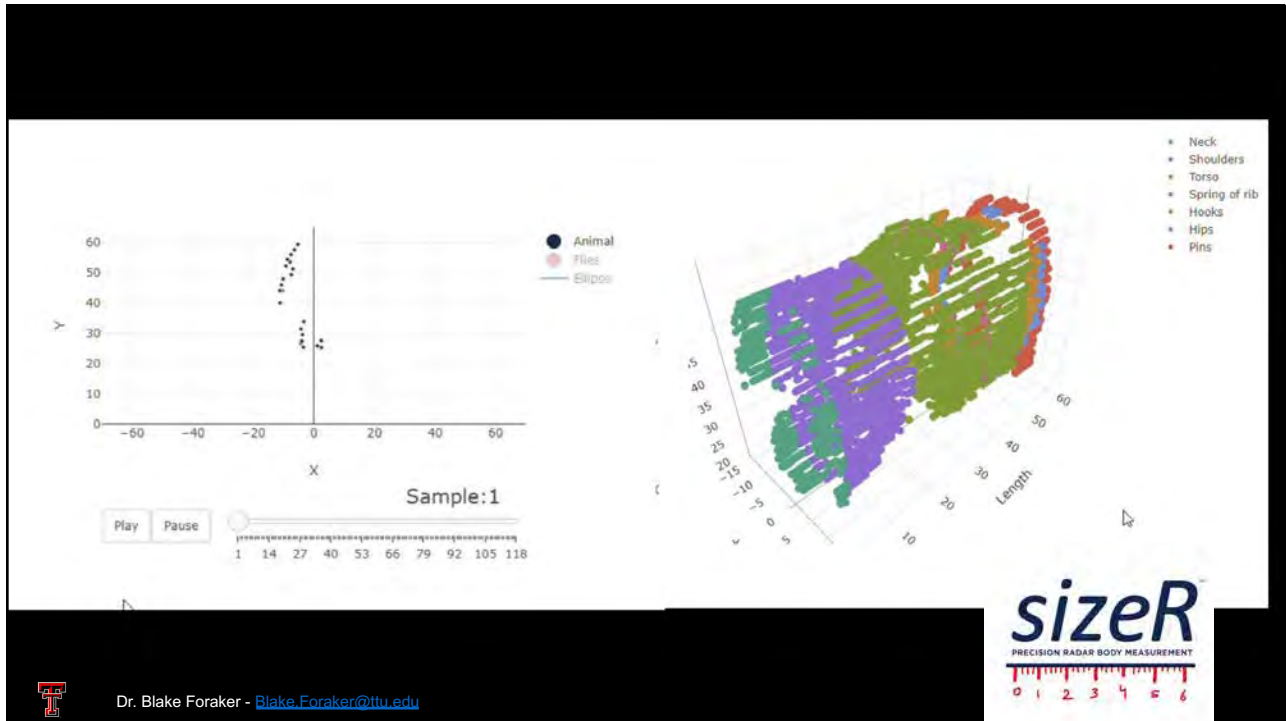 60
50
40
30
20
10
0
−60 −40 −20 0 20 40 60
Y
X
Animal
Flies
Sample:1
Play Pause
1 14 27 40 53 66 79 92 105 118
Neck
Shoulders
Torso
Spring of rib
Hooks
Hips
Pins
40
35
30
25
20
−15
−10
−5
0
5
10
20
30
40
50
60
Length
sizeR
PRECISION RADAR BODY MEASUREMENT
0 1 2 3 4 5 6
Dr. Blake Foraker - Blake.Foraker@ttu.edu